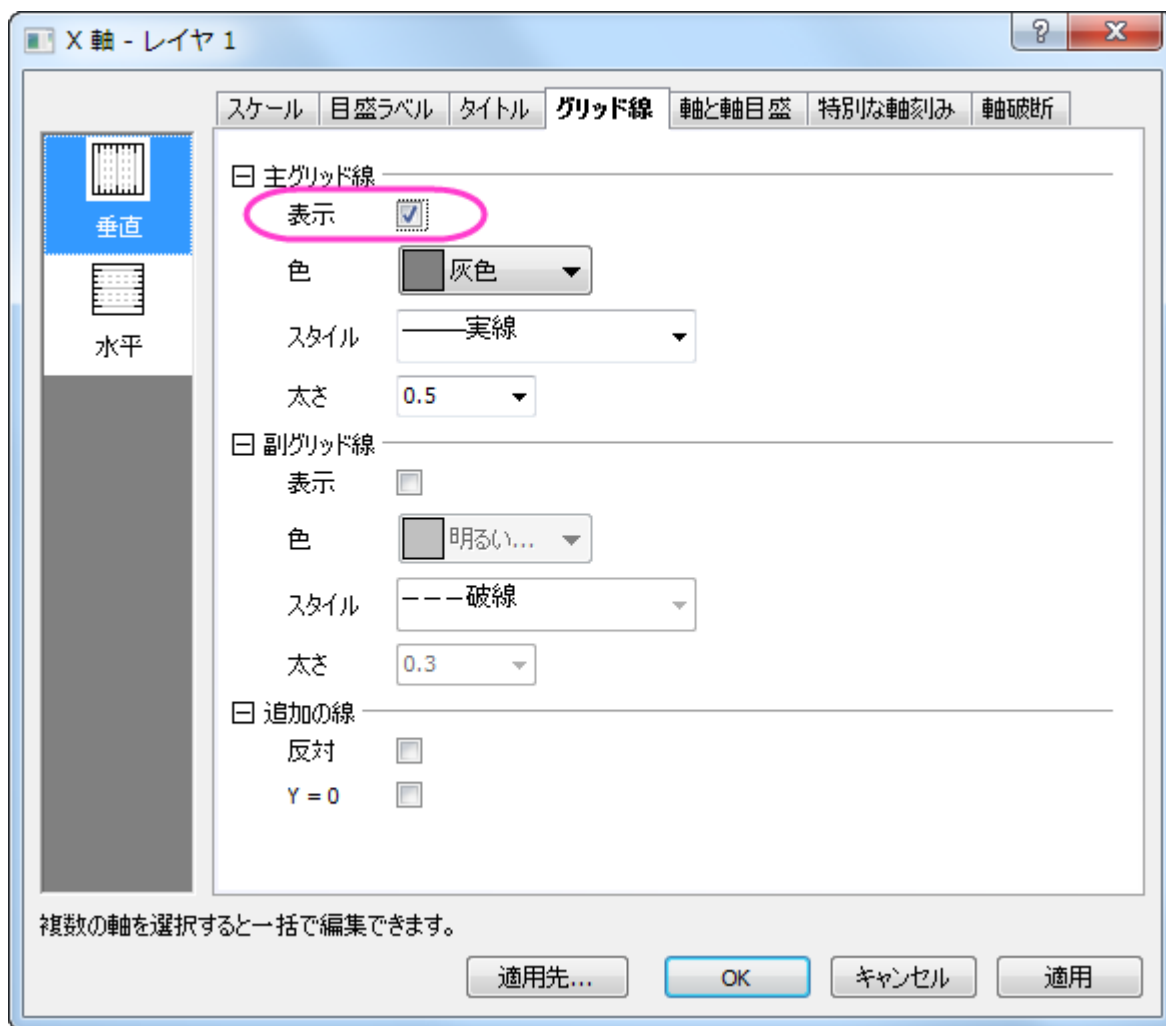 X 軸 - レイヤ 1
スケール 目盛ラベル タイトル グリッド線 軸と軸目盛 特別な軸刻み 軸破断
垂直
水平
主グリッド線
表示
色 灰色
スタイル 実線
太さ 0.5
副グリッド線
表示
色 明るい...
スタイル 破線
太さ 0.3
追加の線
反対
Y = 0
複数の軸を選択すると一括で編集できます。
適用先... OK キャンセル 適用